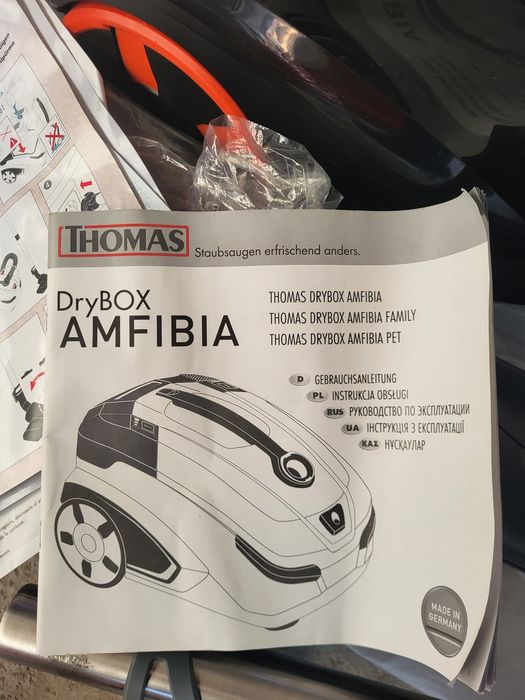 THOMAS
Staubsaugen erfrischend anders.
DryBOX
AMFIBIA
THOMAS DRYBOX AMFIBIA
THOMAS DRYBOX AMFIBIA FAMILY
THOMAS DRYBOX AMFIBIA PET
D GEBRAUCHSANLEITUNG
PL INSTRUKCJA OBSŁUGI
RUS РУКОВОДСТВО ПО ЭКСПЛУАТАЦИИ
UA ІНСТРУКЦІЯ З ЕКСПЛУАТАЦІЇ
KAZ НҰСҚАУЛАР
MADE IN
GERMANY